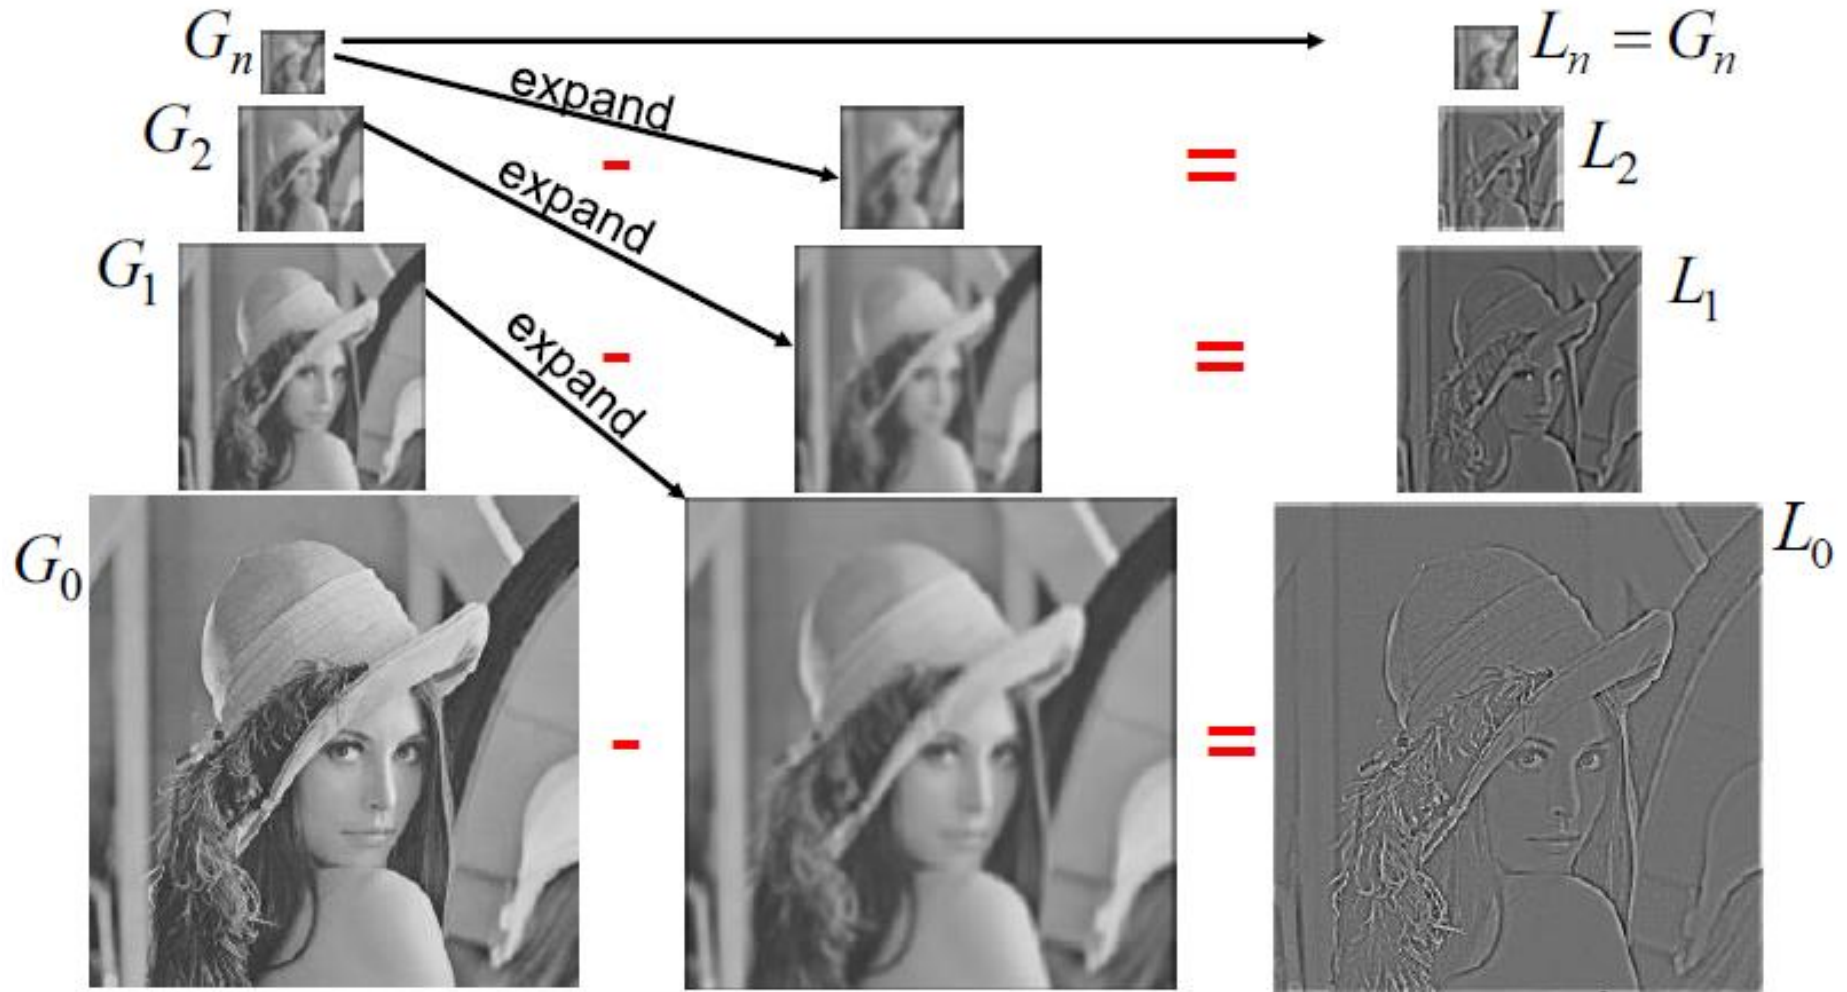 Gₙ expand Lₙ = Gₙ
G₂ - expand = L₂
G₁ - expand = L₁
G₀ - = L₀